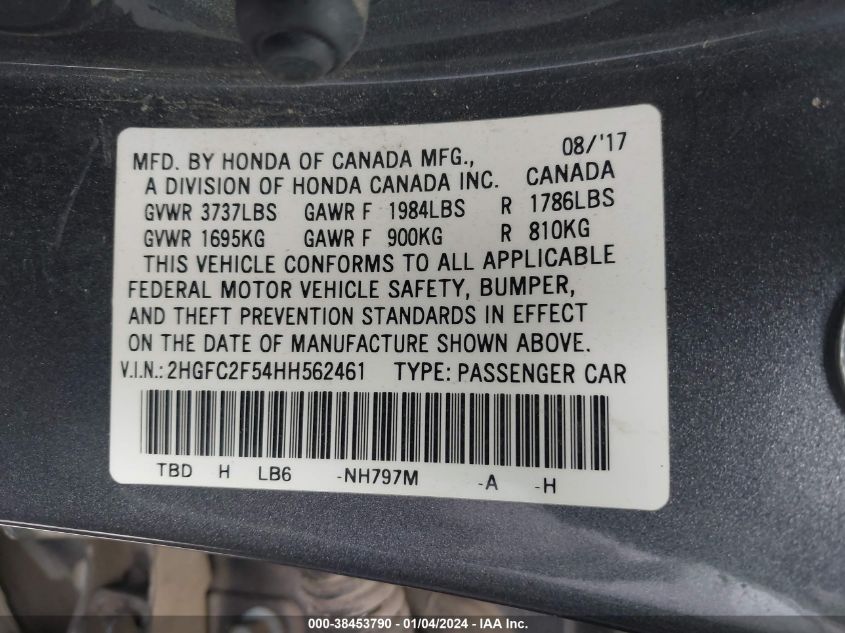 MFD. BY HONDA OF CANADA MFG., 08/'17
A DIVISION OF HONDA CANADA INC. CANADA
GVWR 3737LBS GAWR F 1984LBS R 1786LBS
GVWR 1695KG GAWR F 900KG R 810KG
THIS VEHICLE CONFORMS TO ALL APPLICABLE
FEDERAL MOTOR VEHICLE SAFETY, BUMPER,
AND THEFT PREVENTION STANDARDS IN EFFECT
ON THE DATE OF MANUFACTURE SHOWN ABOVE.
V.I.N.: 2HGFC2F54HH562461 TYPE: PASSENGER CAR
TBD H LB6 -NH797M -A -H
000-38453790 - 01/04/2024 - IAA Inc.